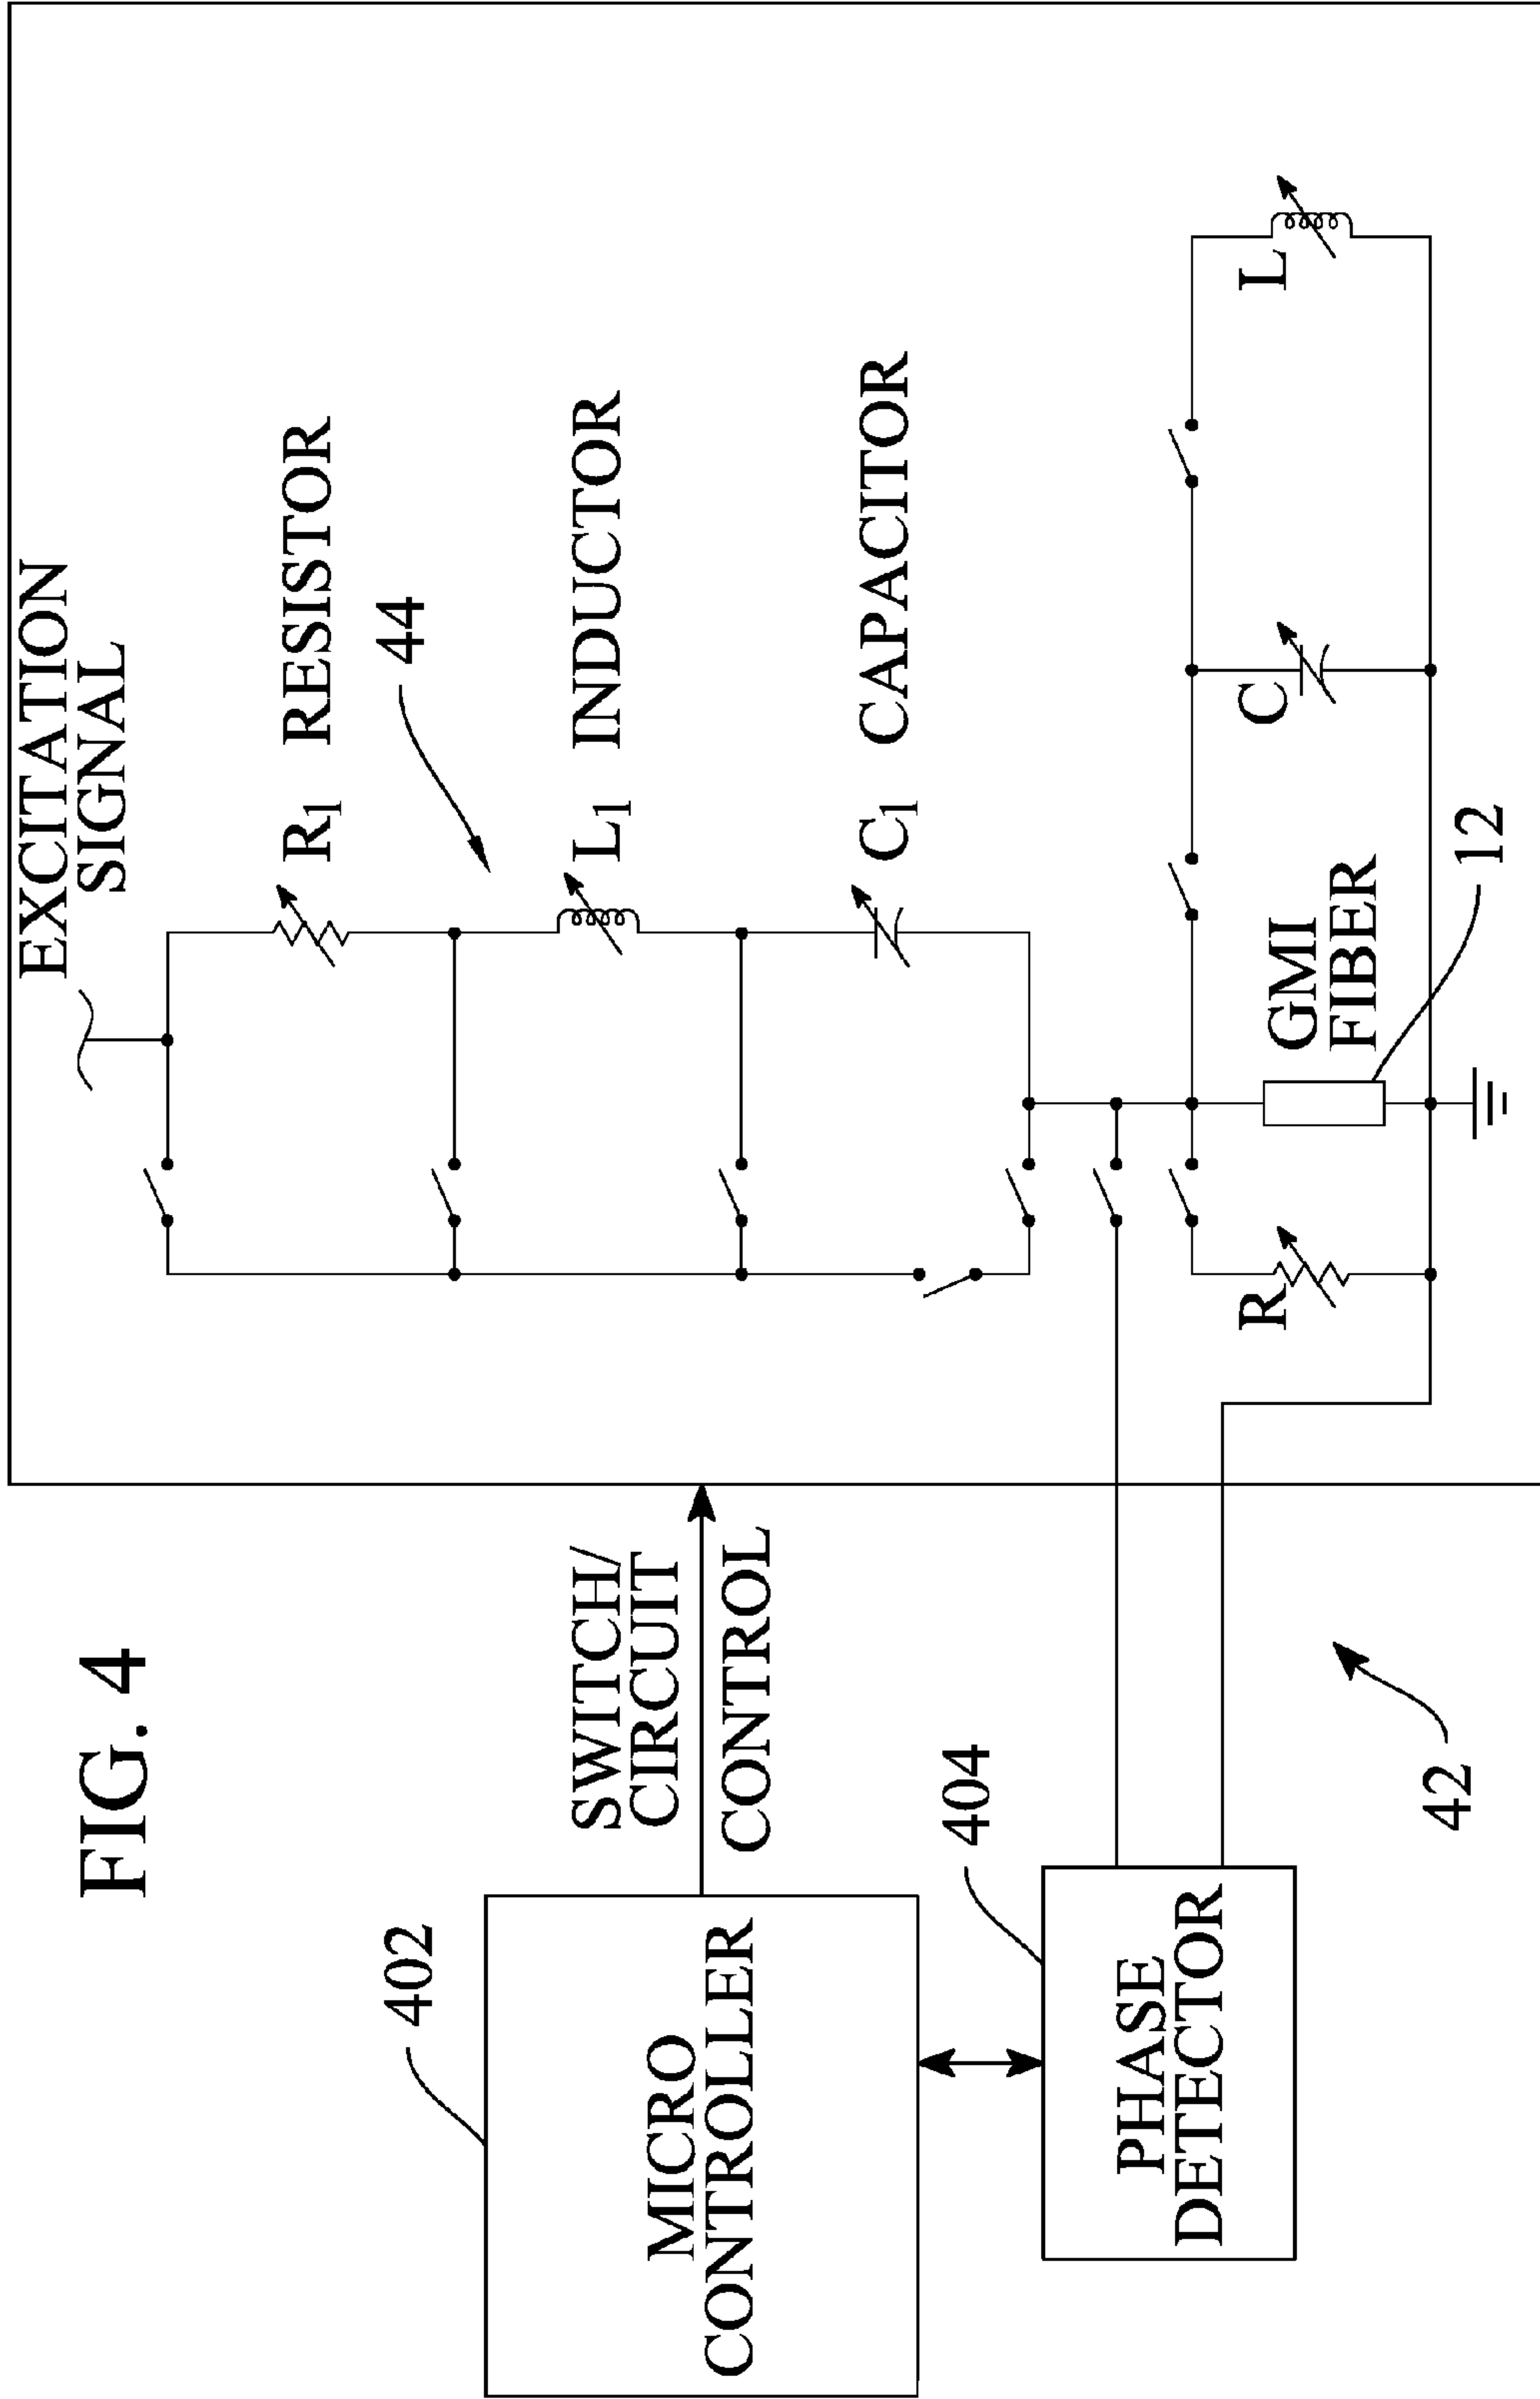 FIG. 4
EXCITATION
SIGNAL
R1 RESISTOR
44
L1 INDUCTOR
C1 CAPACITOR
402
MICRO
CONTROLLER
SWITCH/
CIRCUIT
CONTROL
404
PHASE
DETECTOR
42
R
GMI
FIBER
12
C
L